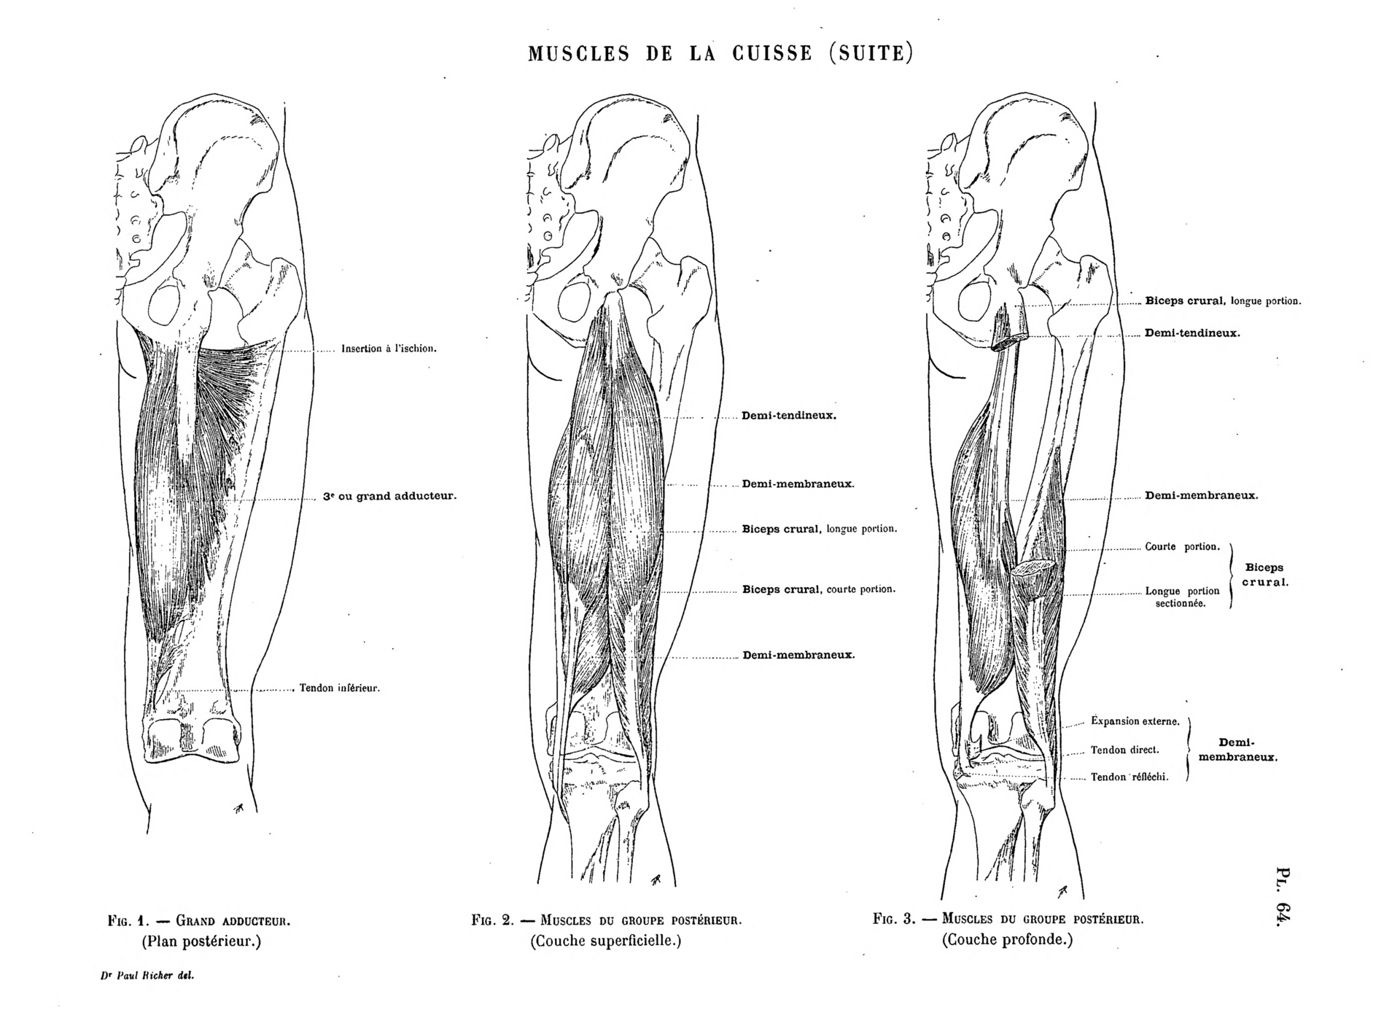 MUSCLES DE LA CUISSE (SUITE)
Insertion à l'ischion.
3e ou grand adducteur.
Tendon inférieur.
Demi-tendineux.
Demi-membraneux.
Biceps crural, longue portion.
Biceps crural, courte portion.
Demi-membraneux.
Biceps crural, longue portion.
Demi-tendineux.
Demi-membraneux.
Courte portion.
Longue portion
sectionnée.
Biceps
crural.
Expansion externe.
Tendon direct.
Tendon réfléchi.
Demi-
membraneux.
FIG. 1. — GRAND ADDUCTEUR.
(Plan postérieur.)
FIG. 2. — MUSCLES DU GROUPE POSTÉRIEUR.
(Couche superficielle.)
FIG. 3. — MUSCLES DU GROUPE POSTÉRIEUR.
(Couche profonde.)
PL. 64.
Dr Paul Richer del.